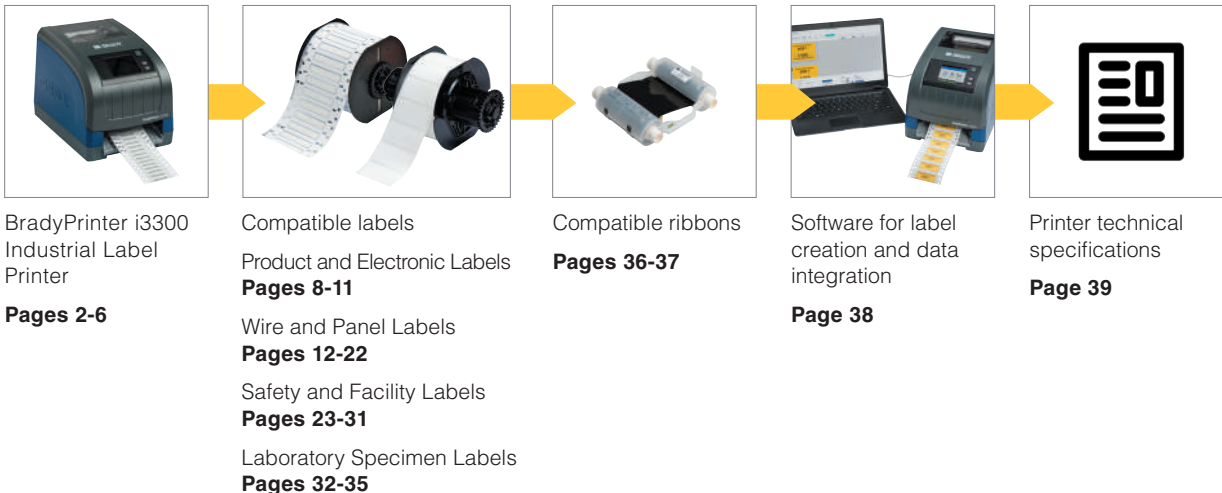 BradyPrinter i3300
Industrial Label
Printer
Pages 2-6
Compatible labels
Product and Electronic Labels
Pages 8-11
Wire and Panel Labels
Pages 12-22
Safety and Facility Labels
Pages 23-31
Laboratory Specimen Labels
Pages 32-35
Compatible ribbons
Pages 36-37
Software for label
creation and data
integration
Page 38
Printer technical
specifications
Page 39